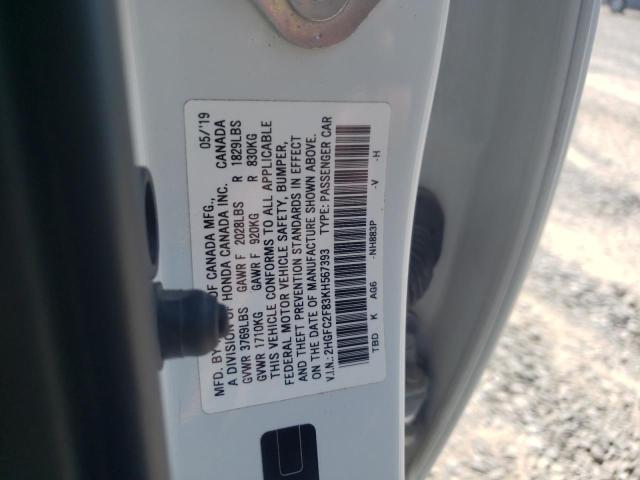 MFD. BY OF CANADA MFG., 05/'19
A DIVISION OF HONDA CANADA INC. CANADA
GVWR 3769LBS GAWR F 2028LBS R 1829LBS
GVWR 1710KG GAWR F 920KG R 830KG
THIS VEHICLE CONFORMS TO ALL APPLICABLE
FEDERAL MOTOR VEHICLE SAFETY, BUMPER,
AND THEFT PREVENTION STANDARDS IN EFFECT
ON THE DATE OF MANUFACTURE SHOWN ABOVE.
V.I.N.: 2HGFC2F83KH567393 TYPE: PASSENGER CAR
TBD K AG6 -NH883P -V -H